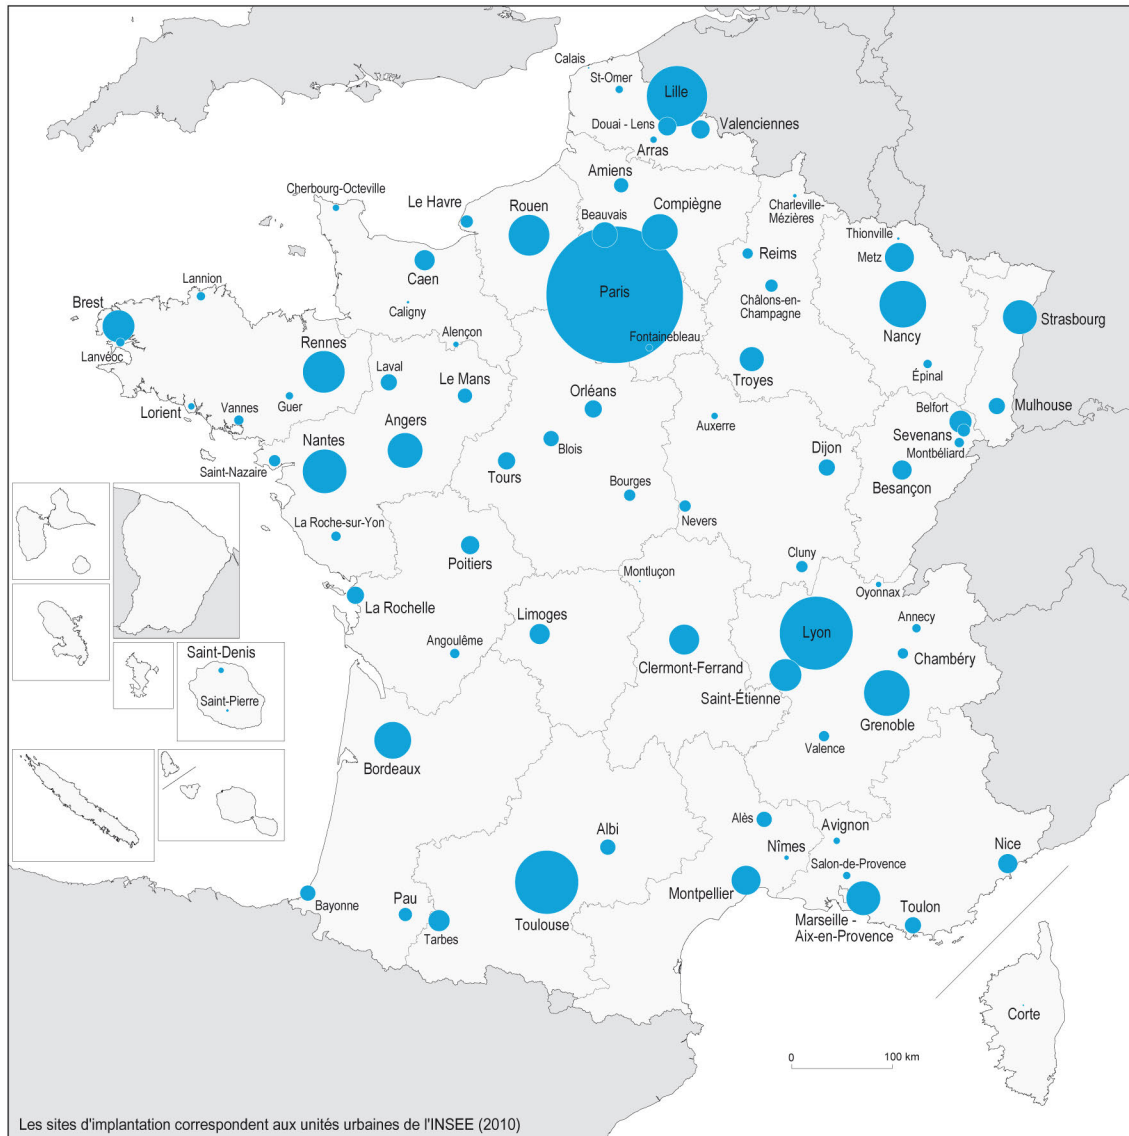 Calais
St-Omer
Lille
Douai - Lens
Valenciennes
Arras
Amiens
Cherbourg-Octeville
Le Havre
Rouen
Beauvais
Compiègne
Charleville-
Mézières
Thionville
Metz
Reims
Caen
Châlons-en-
Champagne
Paris
Lannion
Brest
Caligny
Nancy
Strasbourg
Alençon
Fontainebleau
Lanvéoc
Rennes
Laval
Le Mans
Troyes
Épinal
Orléans
Guer
Lorient
Vannes
Auxerre
Belfort
Mulhouse
Angers
Sevenans
Nantes
Blois
Montbéliard
Dijon
Saint-Nazaire
Tours
Bourges
Besançon
Nevers
La Roche-sur-Yon
Poitiers
Cluny
Montluçon
Oyonnax
La Rochelle
Limoges
Annecy
Lyon
Angoulême
Clermont-Ferrand
Chambéry
Saint-Denis
Saint-Étienne
Saint-Pierre
Grenoble
Valence
Bordeaux
Alès
Albi
Avignon
Nîmes
Nice
Salon-de-Provence
Montpellier
Bayonne
Pau
Toulouse
Toulon
Marseille -
Aix-en-Provence
Tarbes
Corte
0 100 km
Les sites d'implantation correspondent aux unités urbaines de l'INSEE (2010)